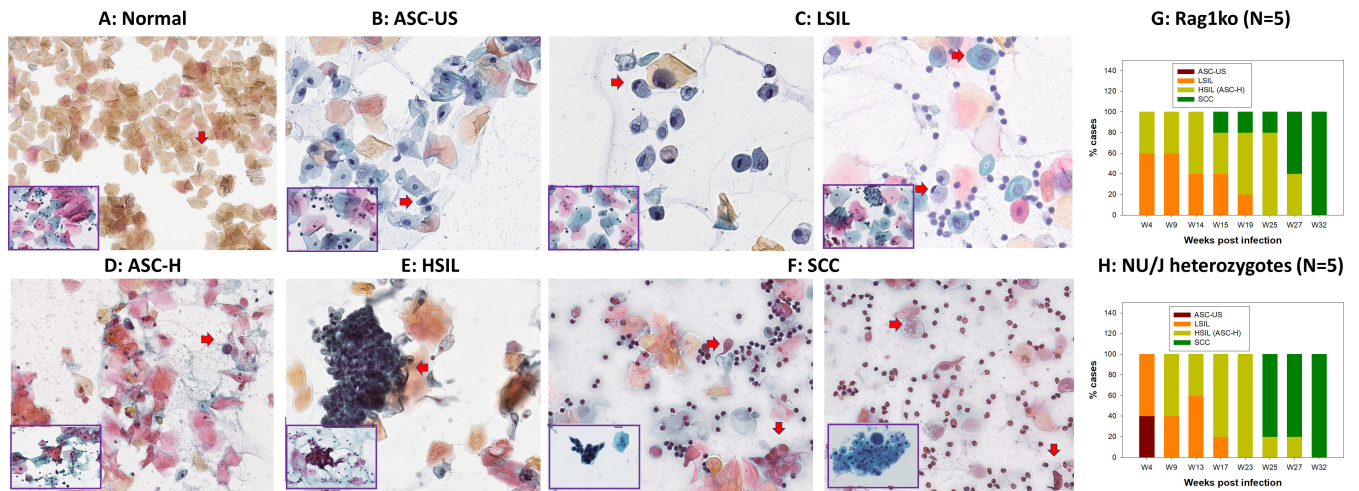 A: Normal
B: ASC-US
C: LSIL
G: Rag1ko (N=5)
ASC-US
LSIL
HSIL (ASC-H)
SCC
% cases
140
120
100
80
60
40
20
0
W4 W9 W14 W15 W19 W25 W27 W32
Weeks post infection
D: ASC-H
E: HSIL
F: SCC
H: NU/J heterozygotes (N=5)
ASC-US
LSIL
HSIL (ASC-H)
SCC
% cases
140
120
100
80
60
40
20
0
W4 W9 W13 W17 W23 W25 W27 W32
Weeks post infection